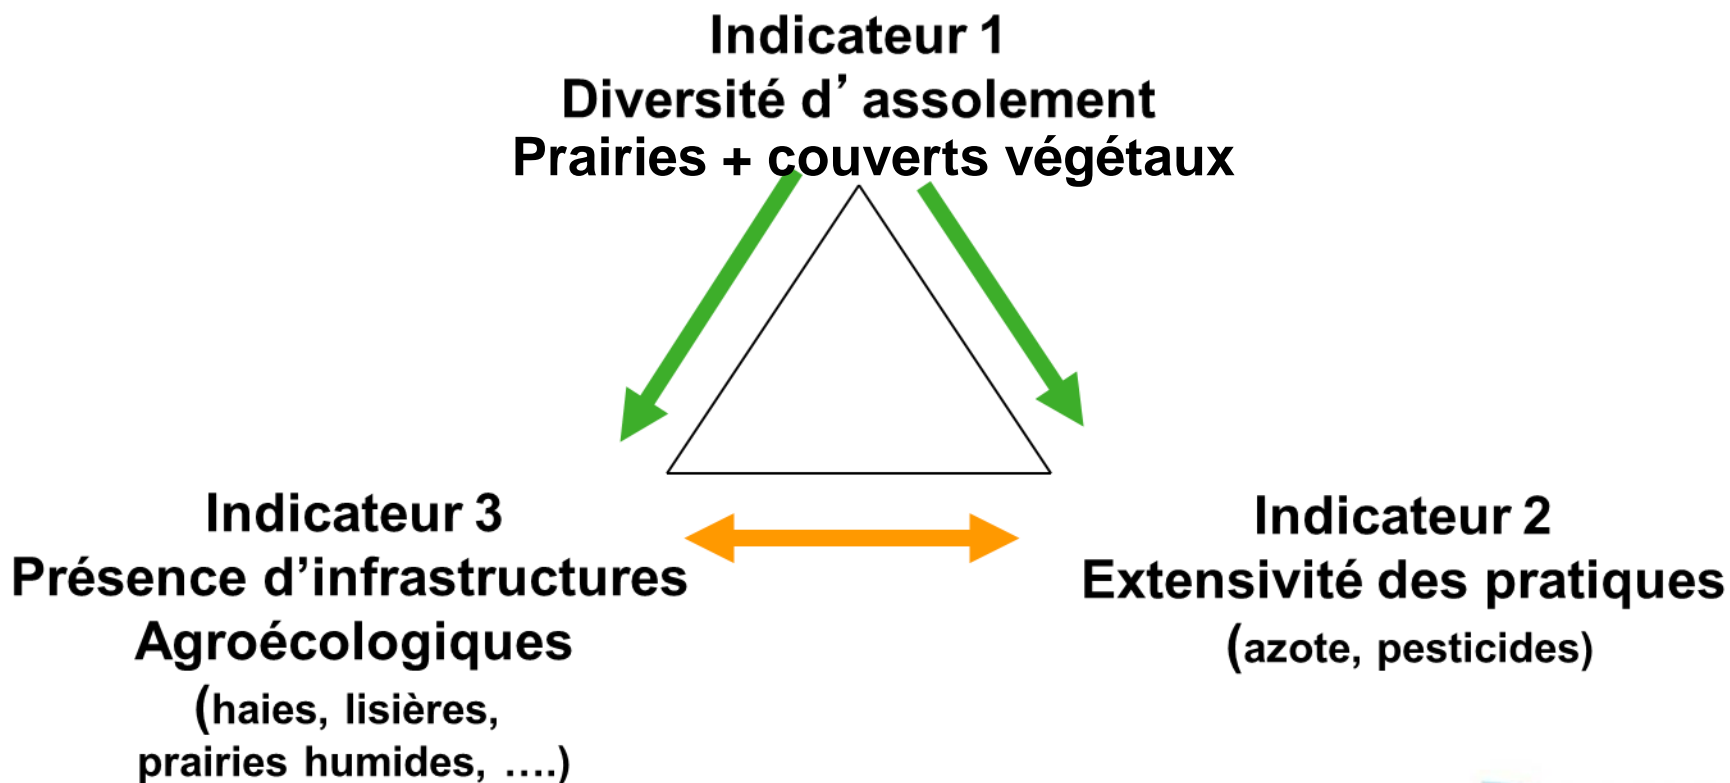 Indicateur 1
Diversité d’ assolement
Prairies + couverts végétaux
Indicateur 3
Présence d’infrastructures
Agroécologiques
(haies, lisières,
prairies humides, ….)
Indicateur 2
Extensivité des pratiques
(azote, pesticides)